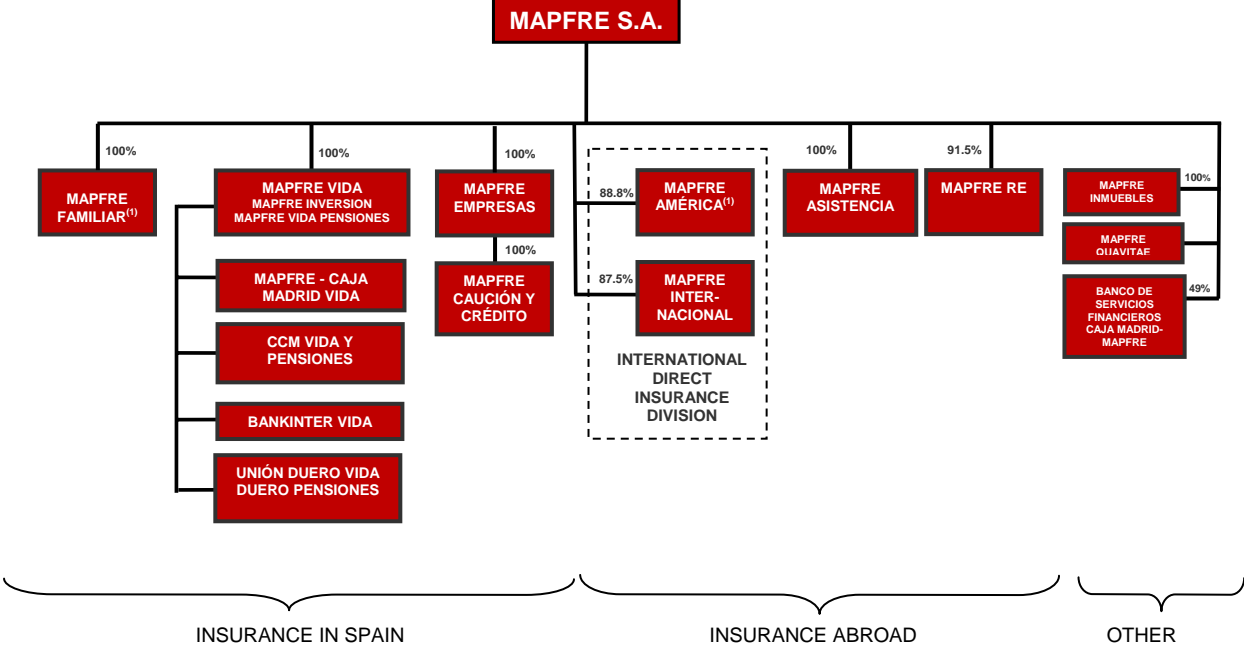 MAPFRE S.A.
100%
MAPFRE
FAMILIAR(1)
100%
MAPFRE VIDA
MAPFRE INVERSION
MAPFRE VIDA PENSIONES
MAPFRE - CAJA
MADRID VIDA
CCM VIDA Y
PENSIONES
BANKINTER VIDA
UNIÓN DUERO VIDA
DUERO PENSIONES
100%
MAPFRE
EMPRESAS
100%
MAPFRE
CAUCIÓN Y
CRÉDITO
88.8%
MAPFRE
AMÉRICA(1)
87.5%
MAPFRE
INTER-
NACIONAL
INTERNATIONAL
DIRECT
INSURANCE
DIVISION
100%
MAPFRE
ASISTENCIA
91.5%
MAPFRE RE
MAPFRE
INMUEBLES
100%
MAPFRE
QUAVITAE
BANCO DE
SERVICIOS
FINANCIEROS
CAJA MADRID-
MAPFRE
49%
INSURANCE IN SPAIN
INSURANCE ABROAD
OTHER